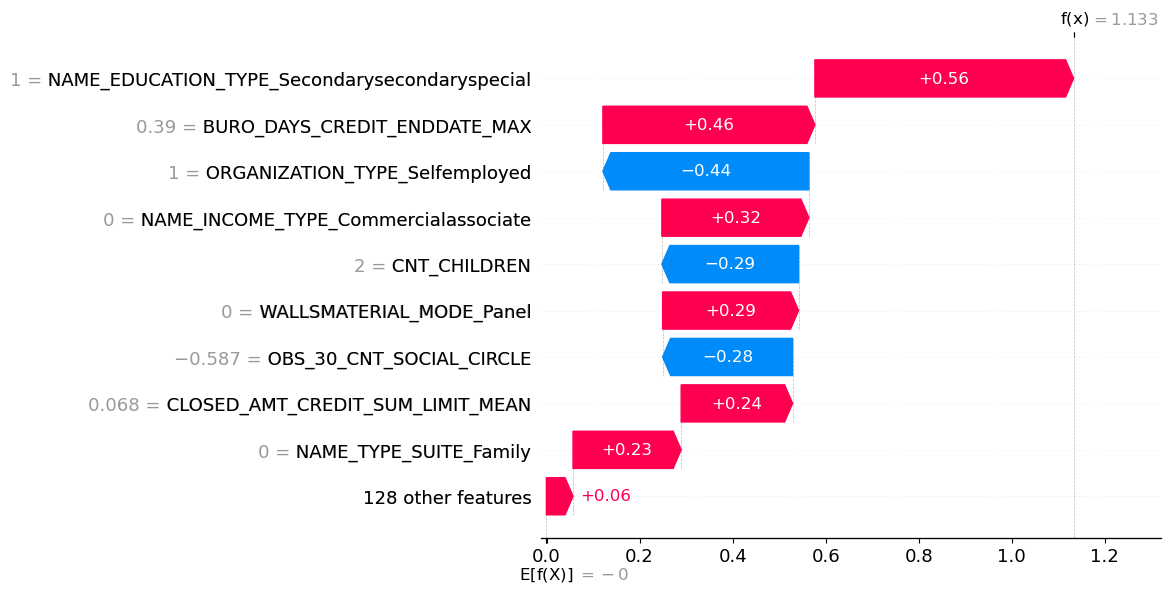 f(x) = 1.133
1 = NAME_EDUCATION_TYPE_Secondarysecondaryspecial
+0.56
0.39 = BURO_DAYS_CREDIT_ENDDATE_MAX
+0.46
1 = ORGANIZATION_TYPE_Selfemployed
−0.44
0 = NAME_INCOME_TYPE_Commercialassociate
+0.32
2 = CNT_CHILDREN
−0.29
0 = WALLSMATERIAL_MODE_Panel
+0.29
−0.587 = OBS_30_CNT_SOCIAL_CIRCLE
−0.28
0.068 = CLOSED_AMT_CREDIT_SUM_LIMIT_MEAN
+0.24
0 = NAME_TYPE_SUITE_Family
+0.23
128 other features
+0.06
0.0 0.2 0.4 0.6 0.8 1.0 1.2
E[f(X)] = −0